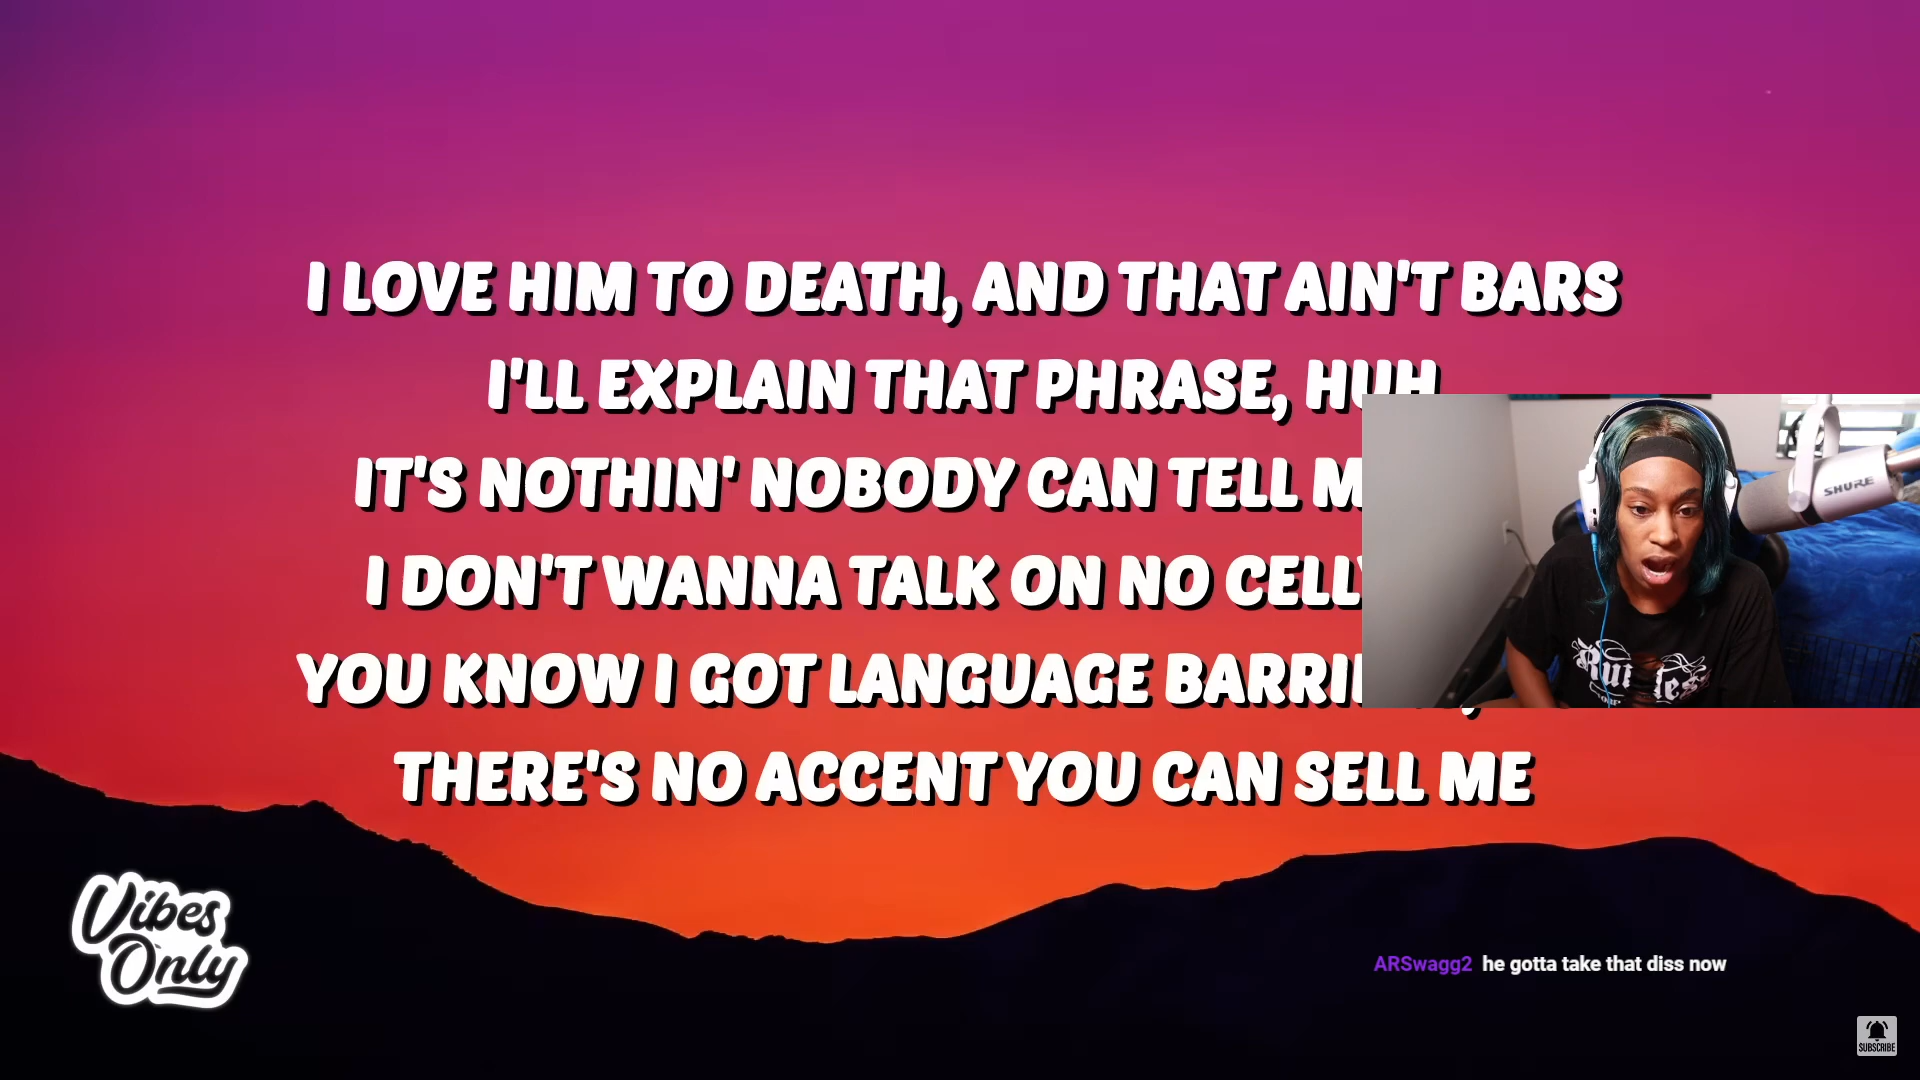 I LOVE HIM TO DEATH, AND THAT AIN'T BARS
I'LL EXPLAIN THAT PHRASE, HUH
IT'S NOTHIN' NOBODY CAN TELL
I DON'T WANNA TALK ON NO CELLY
YOU KNOW I GOT LANGUAGE
THERE'S NO ACCENT YOU CAN SELL ME
SHURE
Vibes
Only
ARSwagg2 he gotta take that diss now
SUBSCRIBE